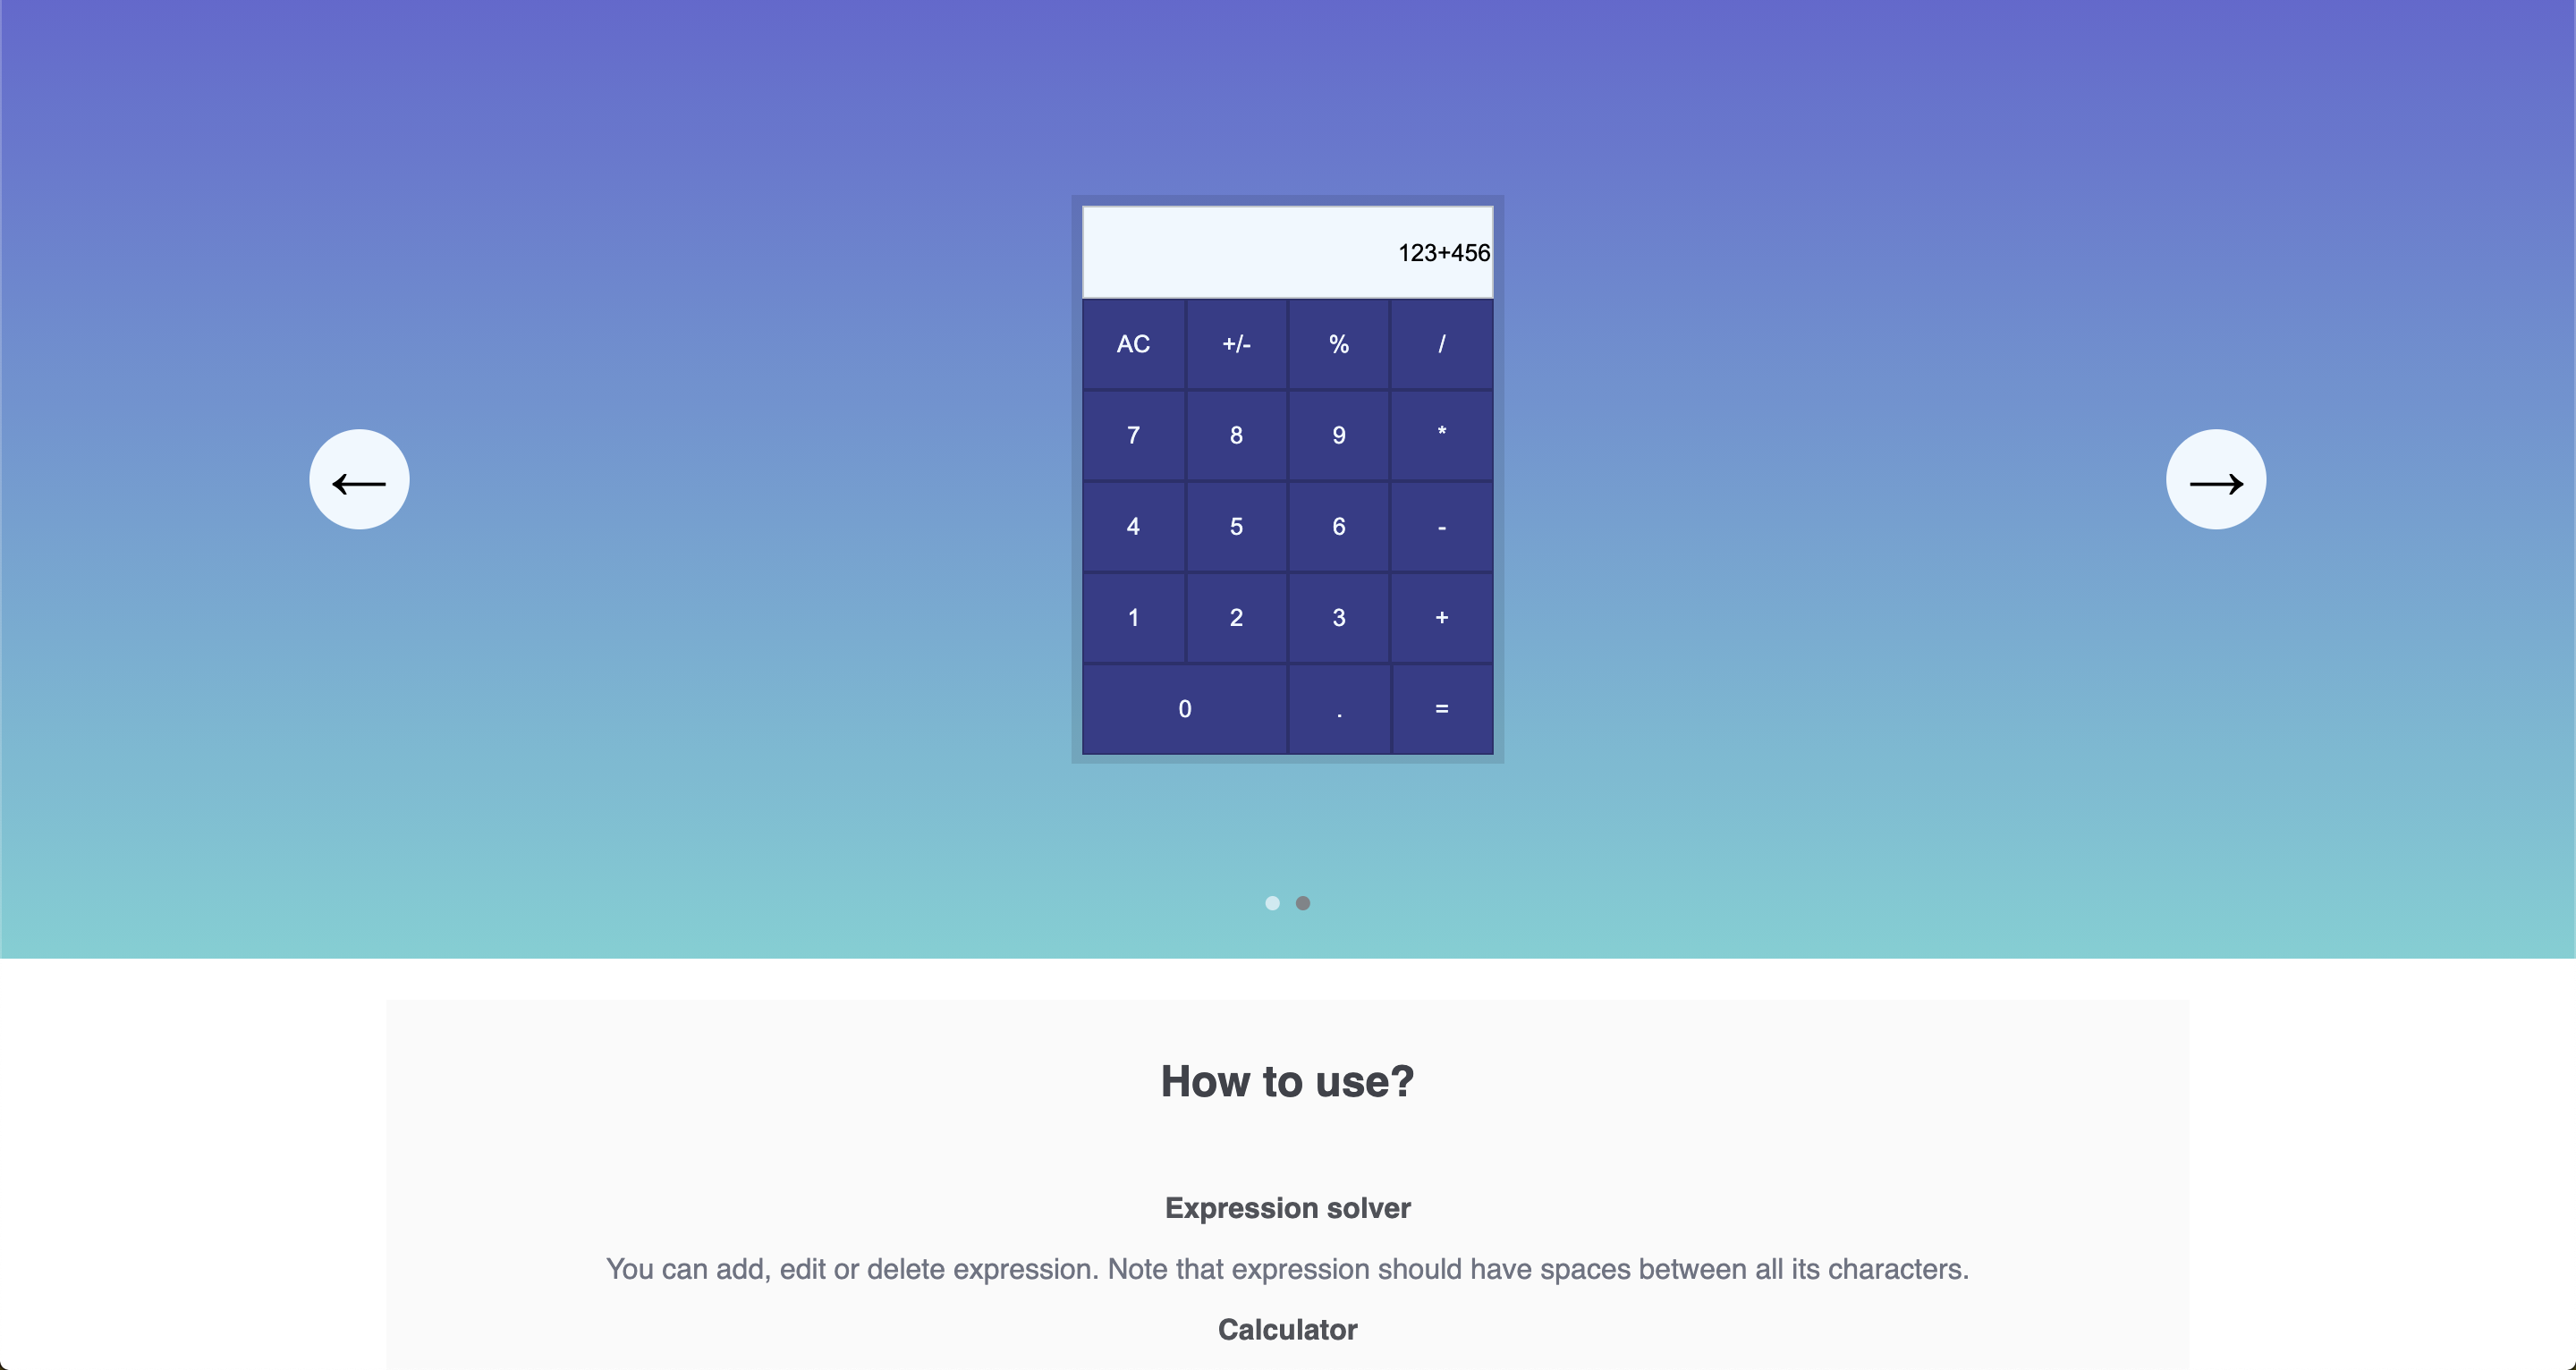 123+456
AC +/- % /
7 8 9 *
4 5 6 -
1 2 3 +
0 . =
← →
How to use?
Expression solver
You can add, edit or delete expression. Note that expression should have spaces between all its characters.
Calculator